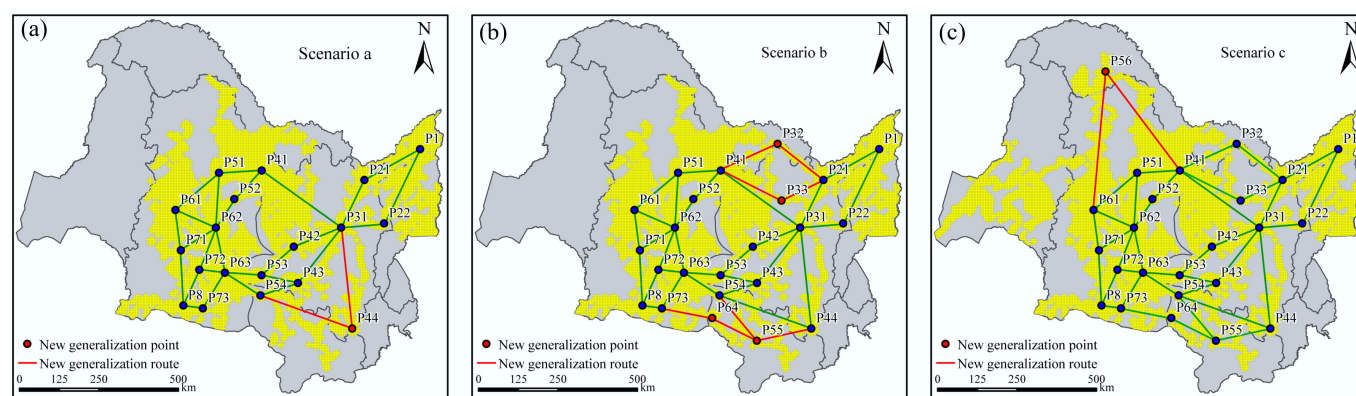 (a)
Scenario a
N
P1
P21
P51
P41
P52
P61
P62
P31
P22
P42
P71
P72
P63
P53
P43
P54
P8
P73
P44
New generalization point
New generalization route
0 125 250 500
km
(b)
Scenario b
N
P32
P1
P21
P51
P41
P52
P33
P61
P62
P31
P22
P42
P71
P72
P63
P53
P43
P54
P8
P73
P64
P44
P55
New generalization point
New generalization route
0 125 250 500
km
(c)
Scenario c
N
P56
P32
P1
P21
P51
P41
P52
P33
P61
P62
P31
P22
P42
P71
P72
P63
P53
P43
P54
P8
P73
P64
P44
P55
New generalization point
New generalization route
0 125 250 500
km